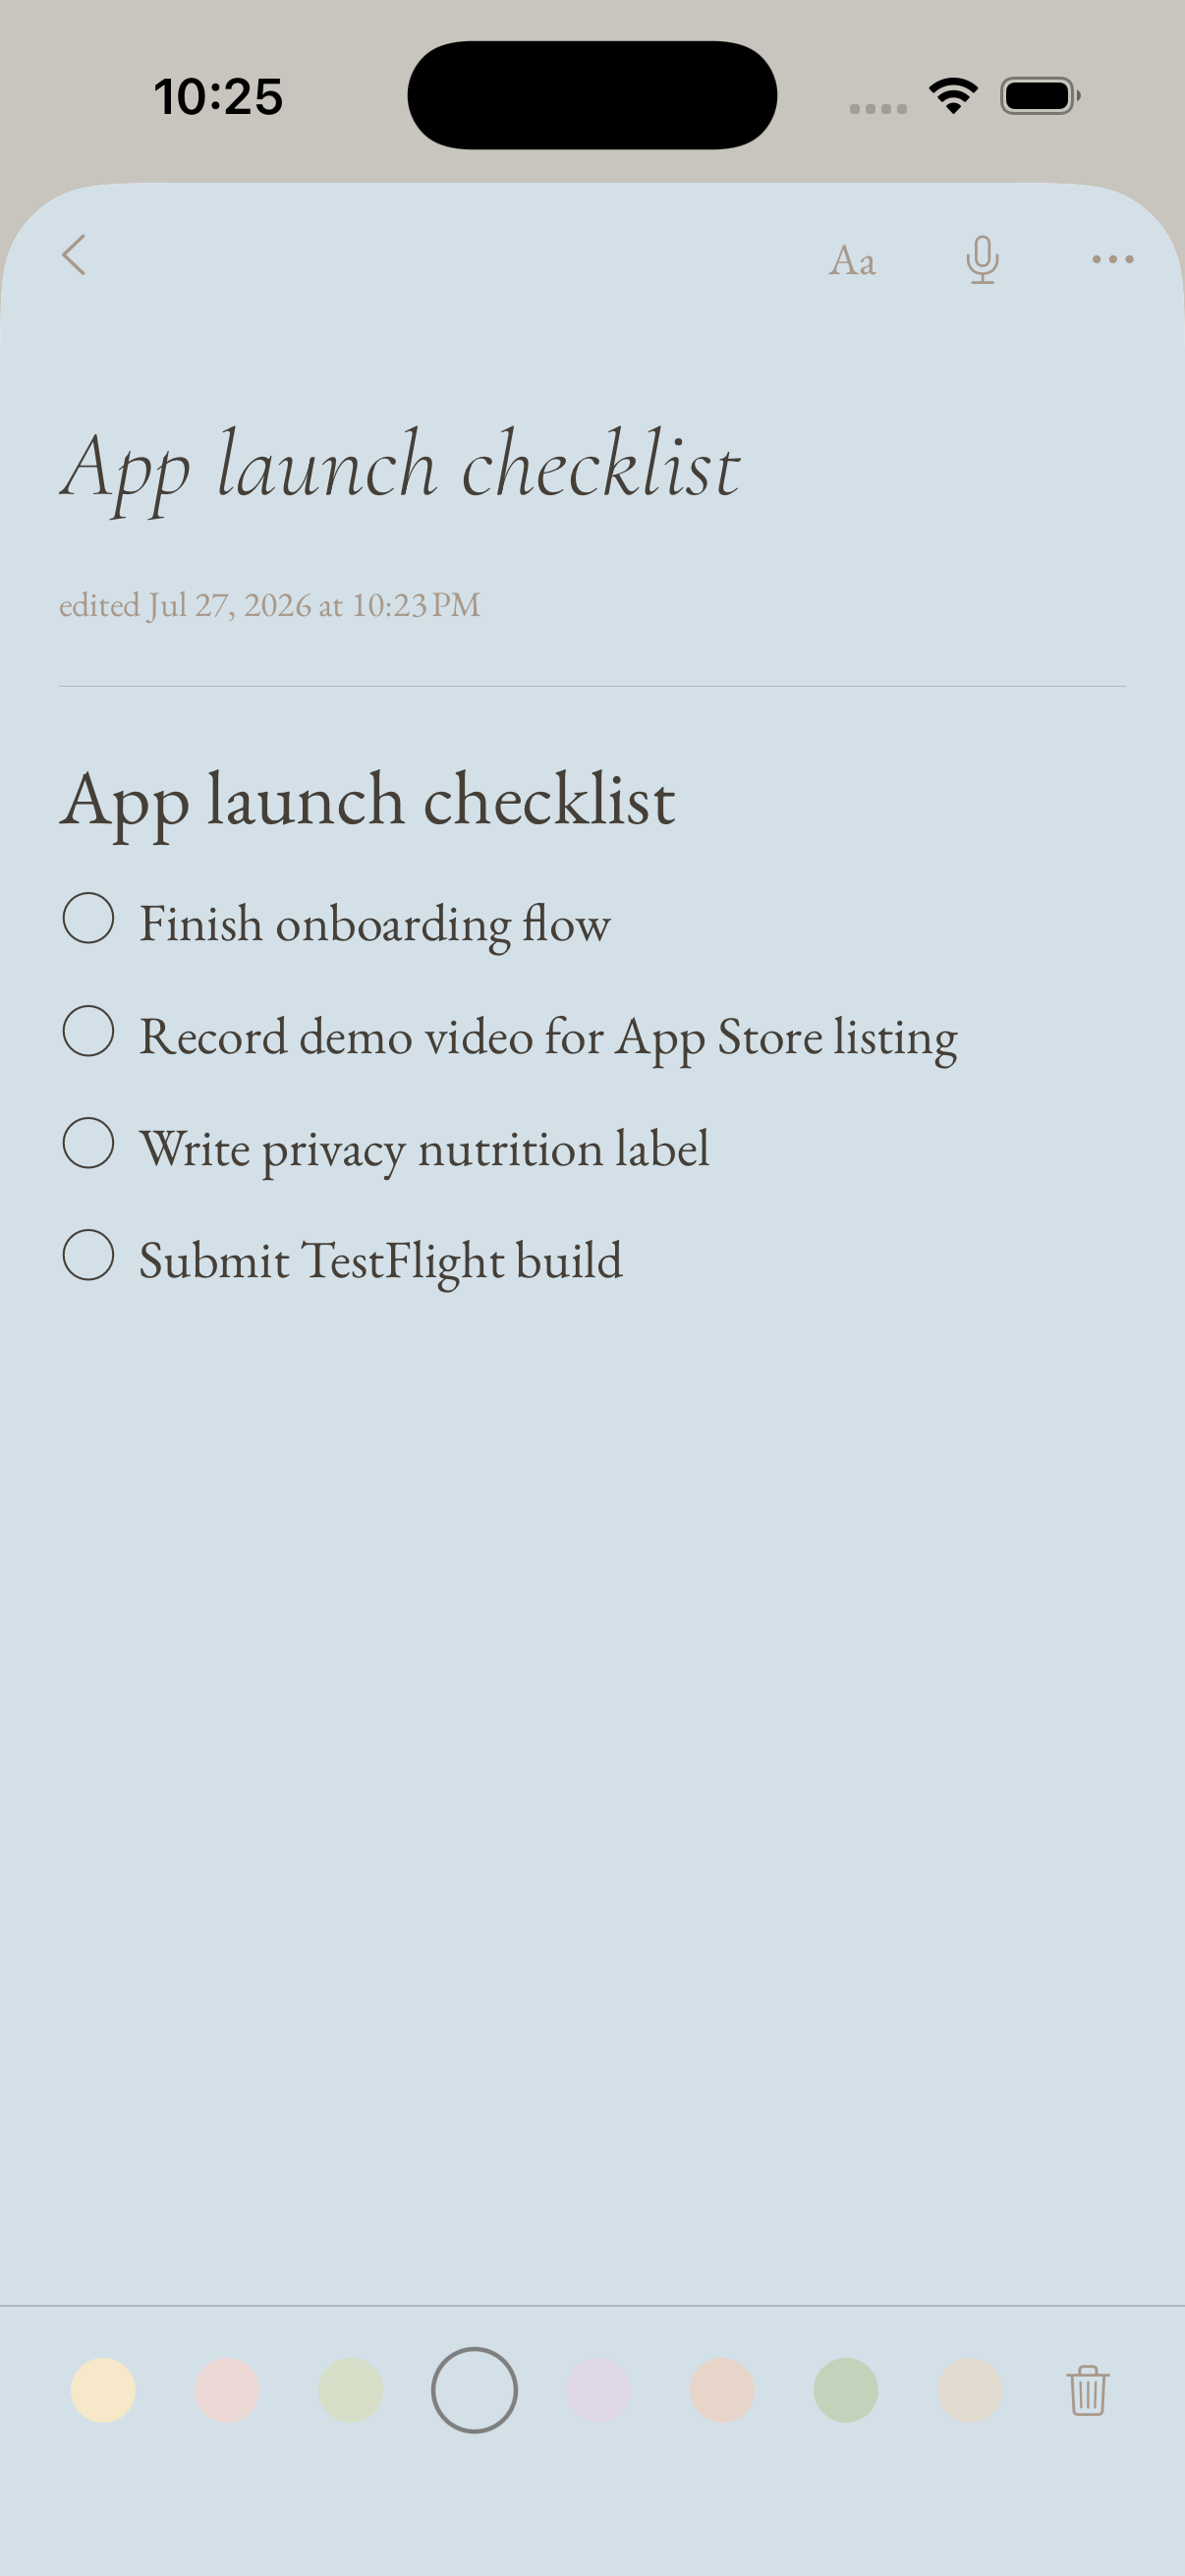 10:25
Aa
App launch checklist
edited Jul 27, 2026 at 10:23 PM
App launch checklist
Finish onboarding flow
Record demo video for App Store listing
Write privacy nutrition label
Submit TestFlight build